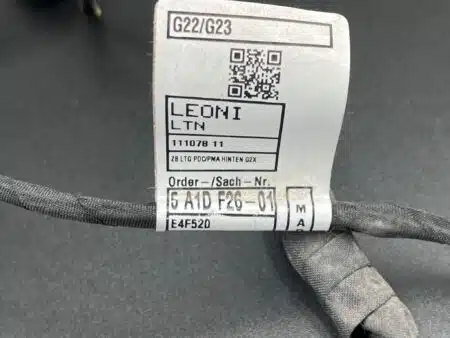 G22/G23
LEONI
LTN
111078 11
ZB LTG PDC/PMA HINTEN G2X
Order-/Sach-Nr.
5 A1D F26-01
E4F520
MA